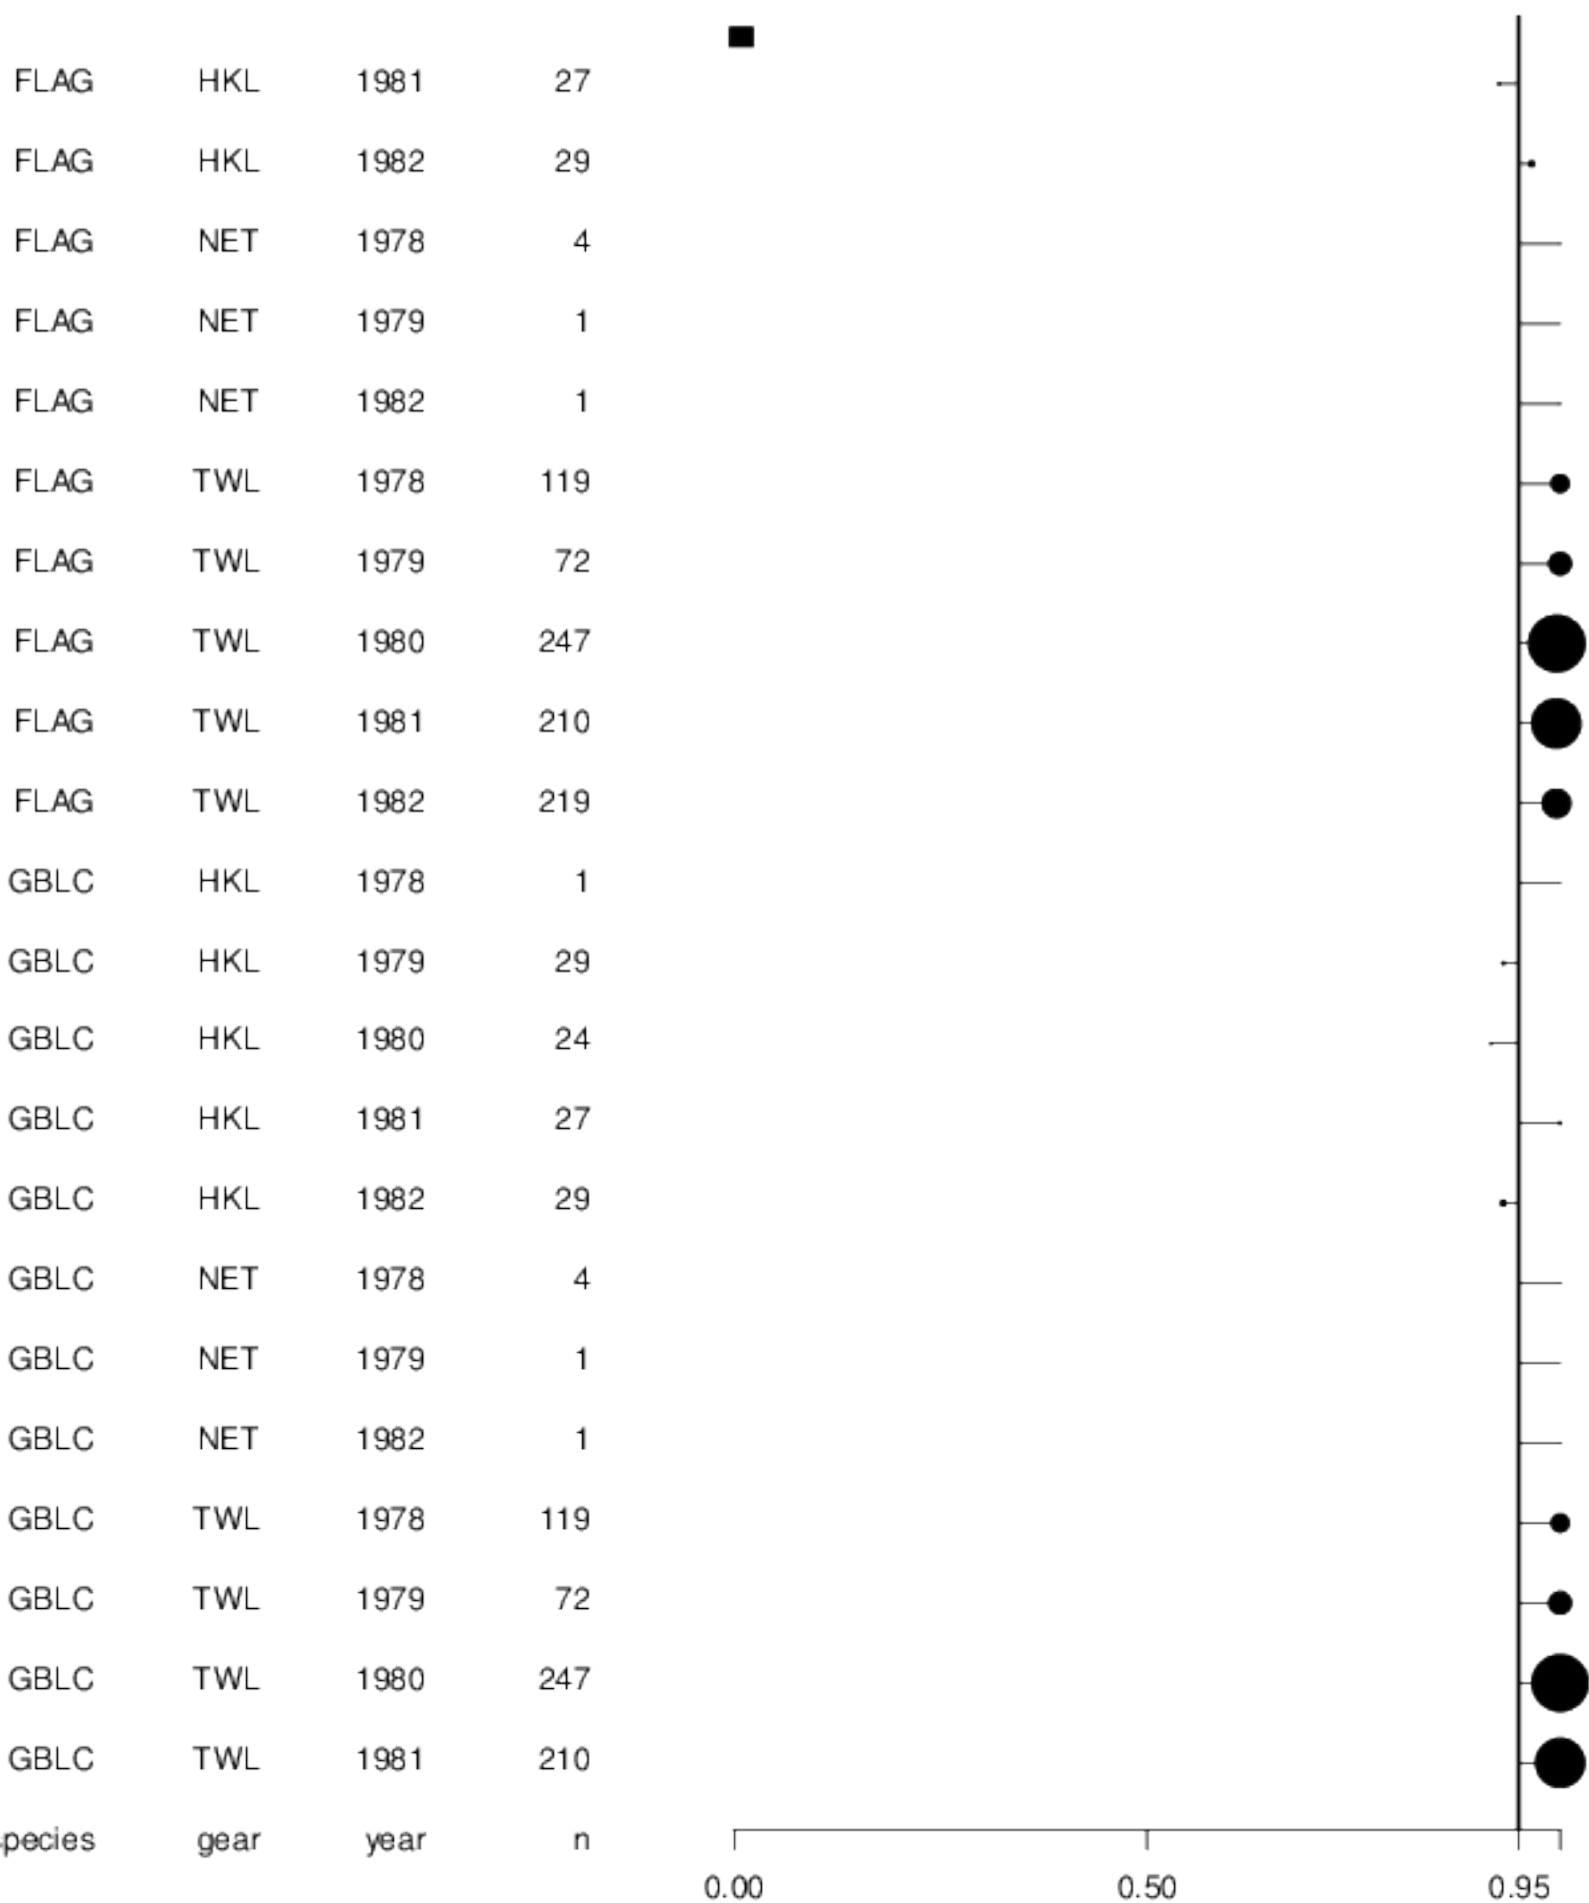 FLAG HKL 1981 27
FLAG HKL 1982 29
FLAG NET 1978 4
FLAG NET 1979 1
FLAG NET 1982 1
FLAG TWL 1978 119
FLAG TWL 1979 72
FLAG TWL 1980 247
FLAG TWL 1981 210
FLAG TWL 1982 219
GBLC HKL 1978 1
GBLC HKL 1979 29
GBLC HKL 1980 24
GBLC HKL 1981 27
GBLC HKL 1982 29
GBLC NET 1978 4
GBLC NET 1979 1
GBLC NET 1982 1
GBLC TWL 1978 119
GBLC TWL 1979 72
GBLC TWL 1980 247
GBLC TWL 1981 210
pecies gear year n
0.00 0.50 0.95